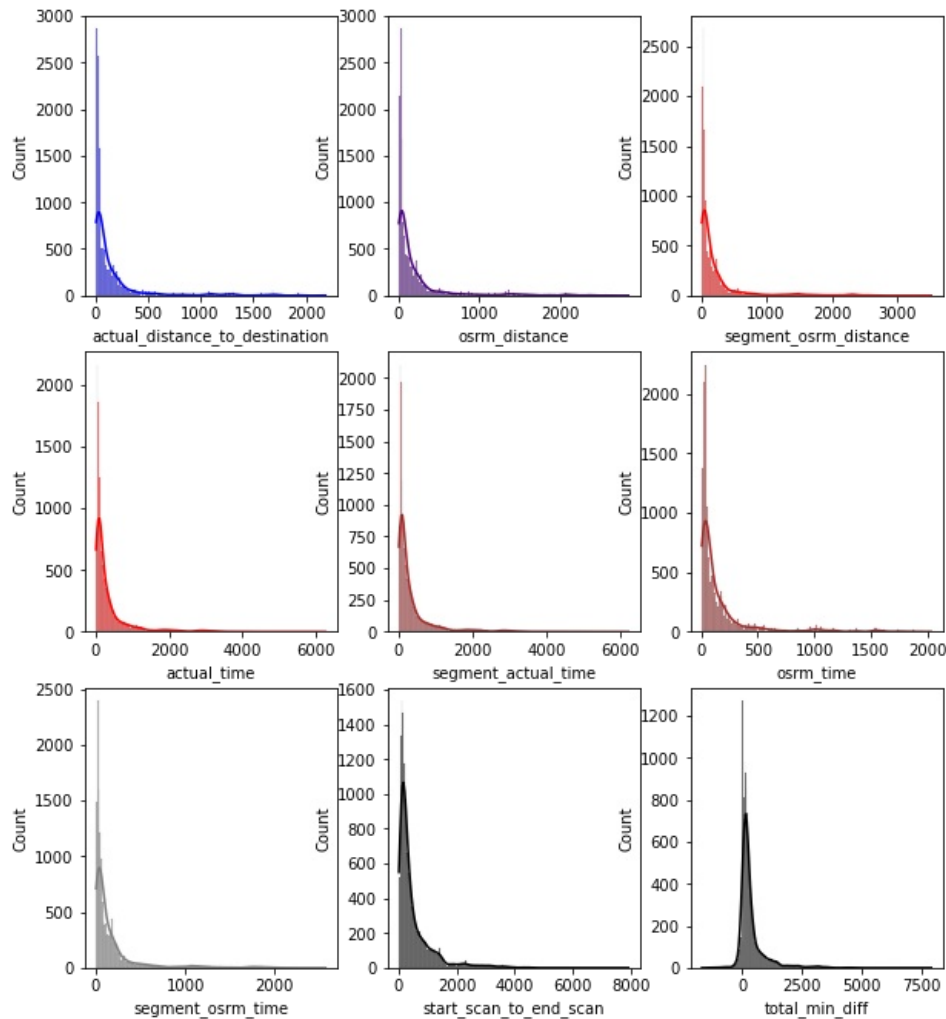 3000
2500
2000
1500
1000
500
0
Count
0 500 1000 1500 2000
actual_distance_to_destination
3000
2500
2000
1500
1000
500
0
Count
0 1000 2000
osrm_distance
2500
2000
1500
1000
500
0
Count
0 1000 2000 3000
segment_osrm_distance
2000
1500
1000
500
0
Count
0 2000 4000 6000
actual_time
2000
1750
1500
1250
1000
750
500
250
0
Count
0 2000 4000 6000
segment_actual_time
2000
1500
1000
500
0
Count
0 500 1000 1500 2000
osrm_time
2500
2000
1500
1000
500
0
Count
0 1000 2000
segment_osrm_time
1600
1400
1200
1000
800
600
400
200
0
Count
0 2000 4000 6000 8000
start_scan_to_end_scan
1200
1000
800
600
400
200
0
Count
0 2500 5000 7500
total_min_diff